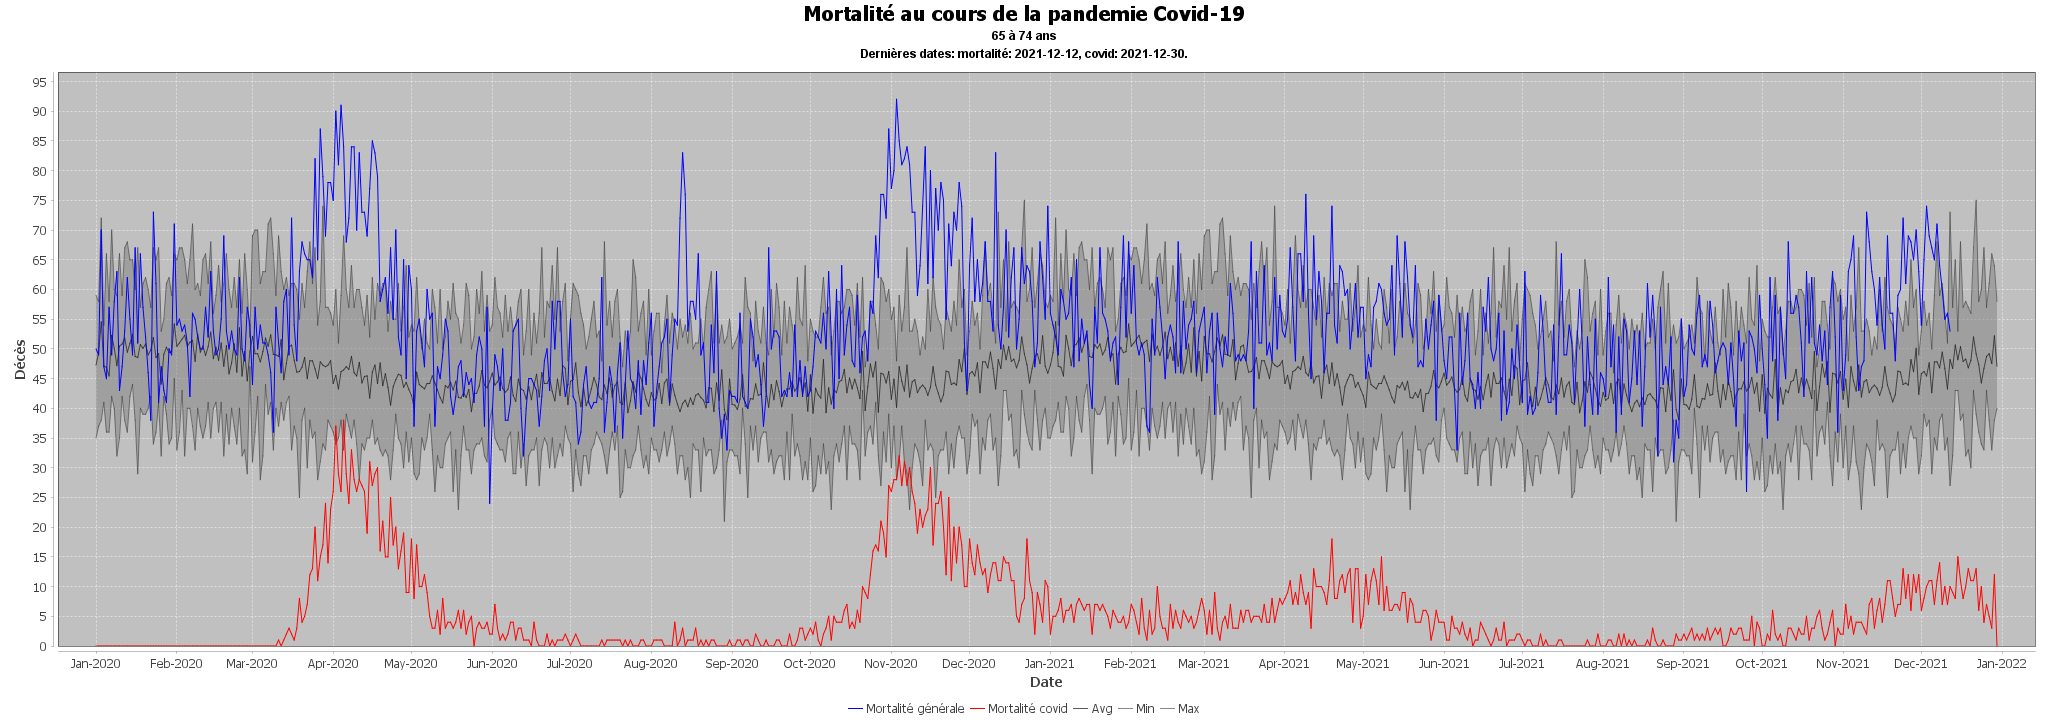 Mortalité au cours de la pandemie Covid-19
65 à 74 ans
Dernières dates: mortalité: 2021-12-12, covid: 2021-12-30.
Décès
95
90
85
80
75
70
65
60
55
50
45
40
35
30
25
20
15
10
5
0
Jan-2020 Feb-2020 Mar-2020 Apr-2020 May-2020 Jun-2020 Jul-2020 Aug-2020 Sep-2020 Oct-2020 Nov-2020 Dec-2020 Jan-2021 Feb-2021 Mar-2021 Apr-2021 May-2021 Jun-2021 Jul-2021 Aug-2021 Sep-2021 Oct-2021 Nov-2021 Dec-2021 Jan-2022
Date
Mortalité générale Mortalité covid Avg Min Max